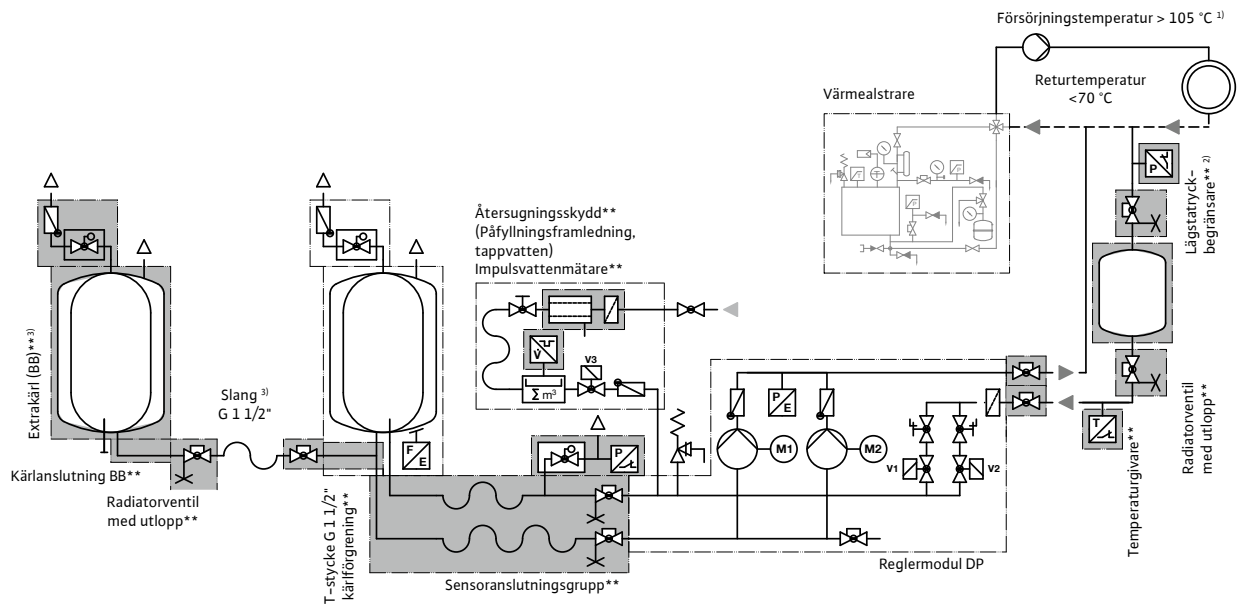 Försörjningstemperatur > 105 °C ¹⁾
Returtemperatur
<70 °C
Värmealstrare
P
Lägstatryck-
begränsare** ²⁾
Återsugningsskydd**
(Påfyllningsframledning,
tappvatten)
Impulsvattenmätare**
V̇
V3
Σ m³
Extrakärl (BB)** ³⁾
Slang ³⁾
G 1 1/2"
F
E
P
P
E
M1
M2
V1
V2
T
Kärlanslutning BB**
Radiatorventil
med utlopp**
T-stycke G 1 1/2"
kärlförgrening**
Sensoranslutningsgrupp**
Reglermodul DP
Temperaturgivare**
Radiatorventil
med utlopp**